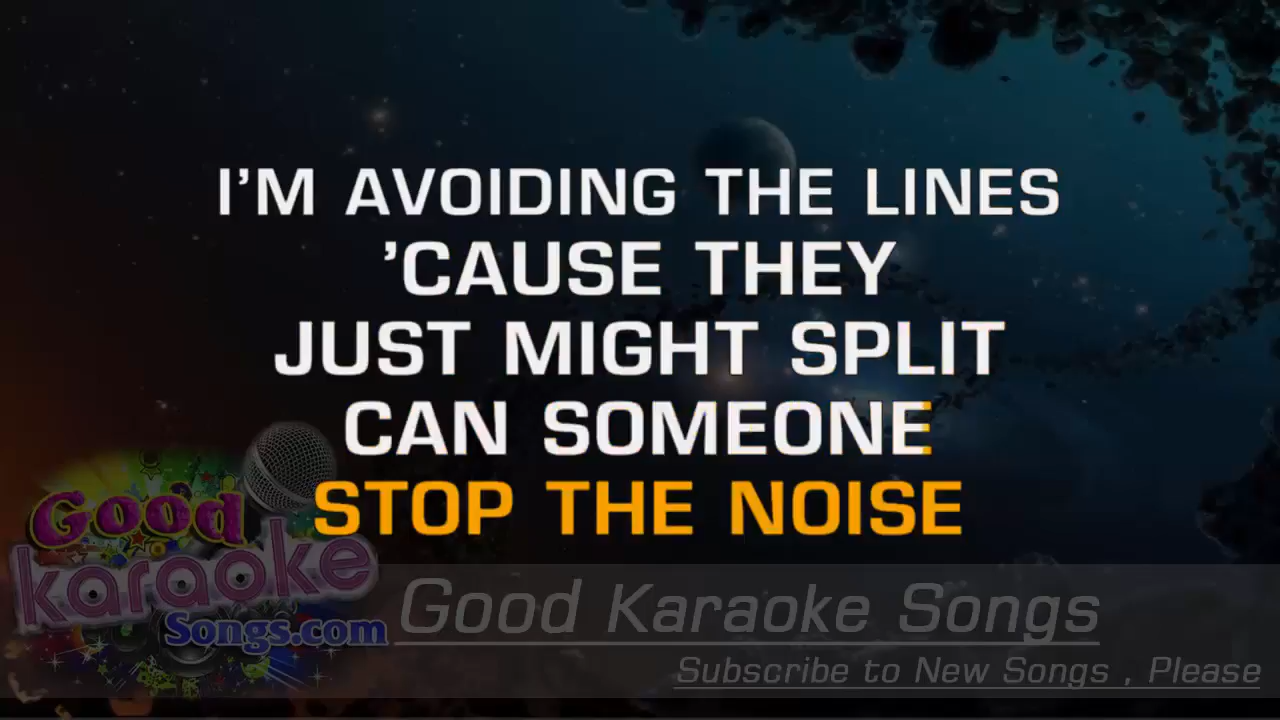 I'M AVOIDING THE LINES
'CAUSE THEY
JUST MIGHT SPLIT
CAN SOMEONE
STOP THE NOISE
Good
karaoke
Songs.com
Good Karaoke Songs
Subscribe to New Songs , Please